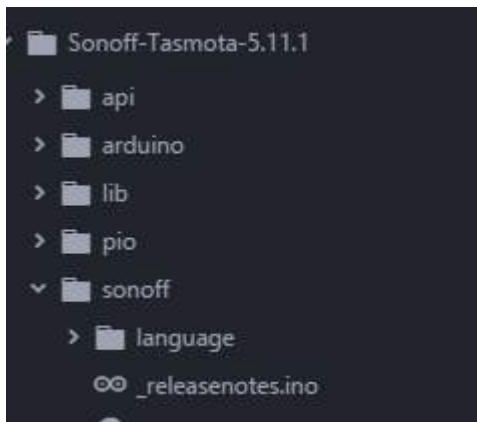 Sonoff-Tasmota-5.11.1
api
arduino
lib
pio
sonoff
language
_releasenotes.ino